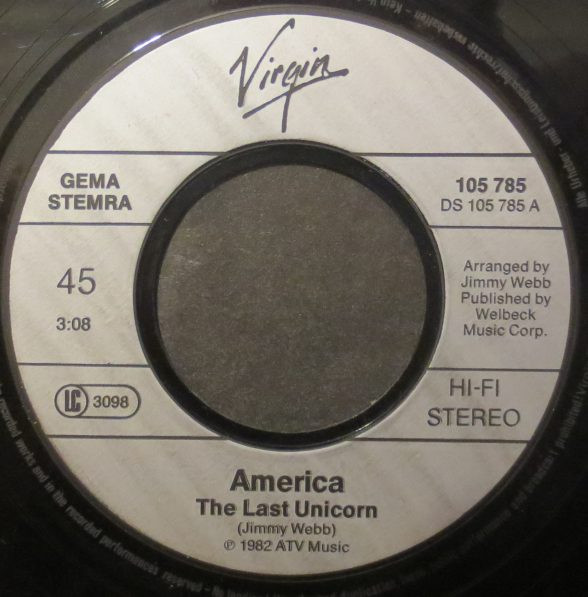 Virgin
GEMA
STEMRA
105 785
DS 105 785 A
45
3:08
Arranged by
Jimmy Webb
Published by
Welbeck
Music Corp.
LC 3098
HI-FI
STEREO
America
The Last Unicorn
(Jimmy Webb)
℗ 1982 ATV Music